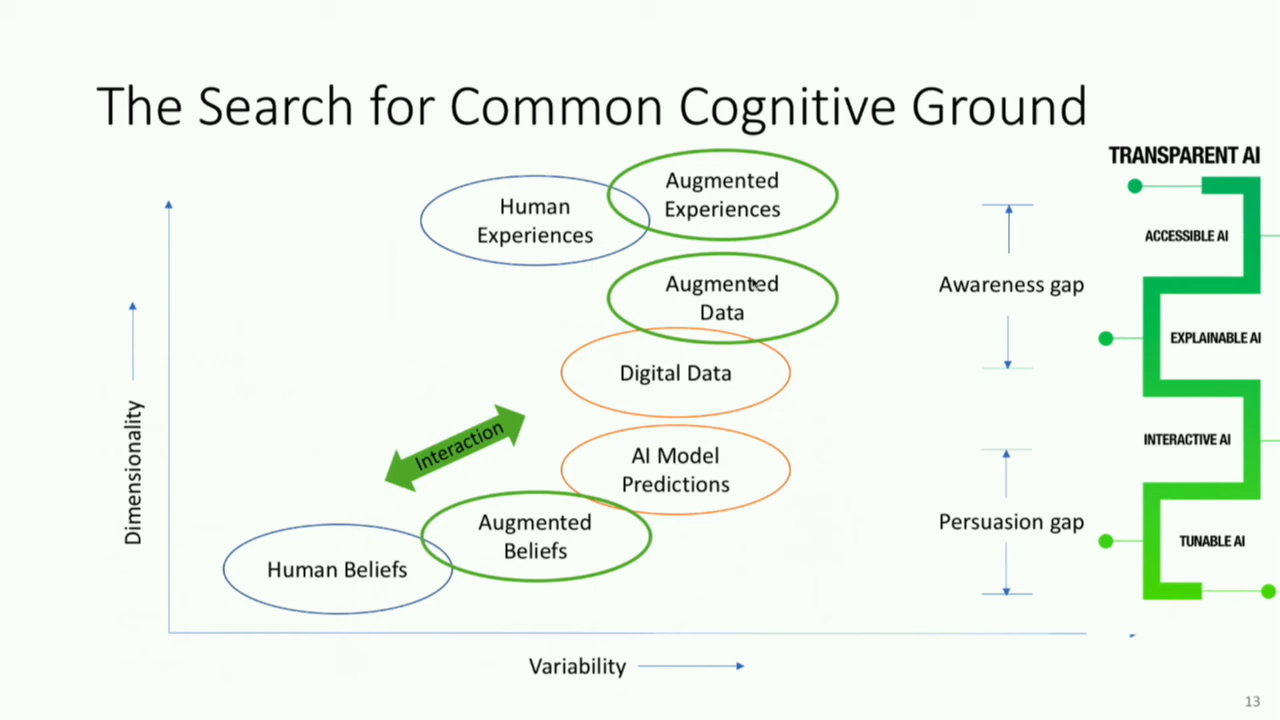 The Search for Common Cognitive Ground
TRANSPARENT AI
Augmented
Experiences
Human
Experiences
ACCESSIBLE AI
Augmented
Data
Awareness gap
EXPLAINABLE AI
Digital Data
Interaction
INTERACTIVE AI
AI Model
Predictions
Dimensionality
Augmented
Beliefs
Persuasion gap
TUNABLE AI
Human Beliefs
Variability
13